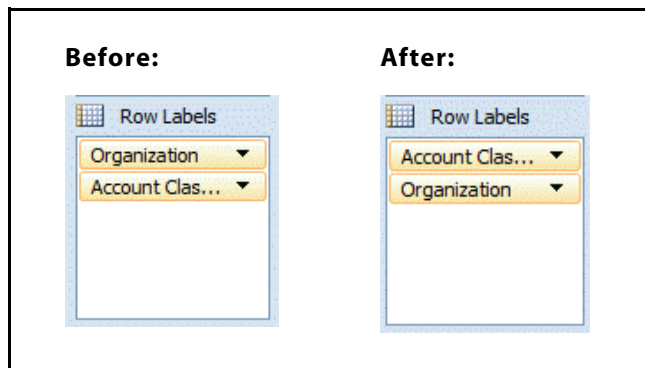 Before:
After:
Row Labels
Organization
Account Clas...
Row Labels
Account Clas...
Organization